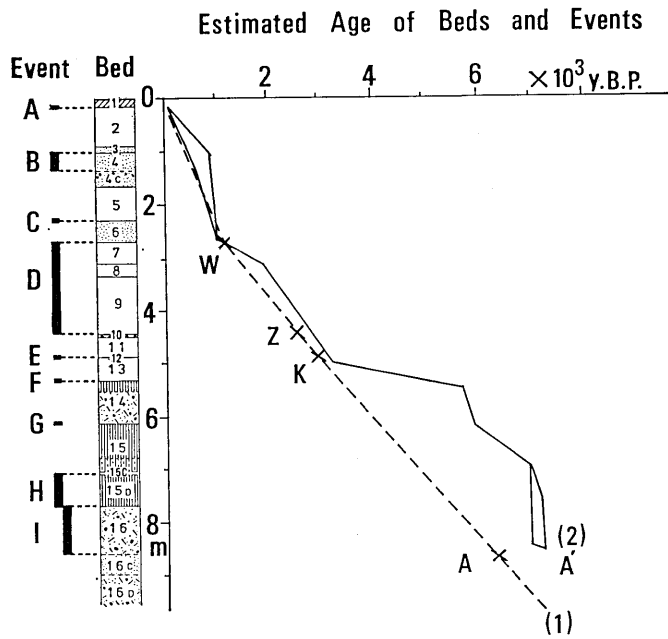 Estimated Age of Beds and Events
Event Bed 0 2 4 6 ×10³ y.B.P.
A 1
2
3
B 4
4c
2
5
C
6
W
D 7
8
9
4
Z
10
11
E 12
K
F 13
14
G 6
15
15c
H 15D
I 16 8
m
(2)
A A′
16c
16D
(1)